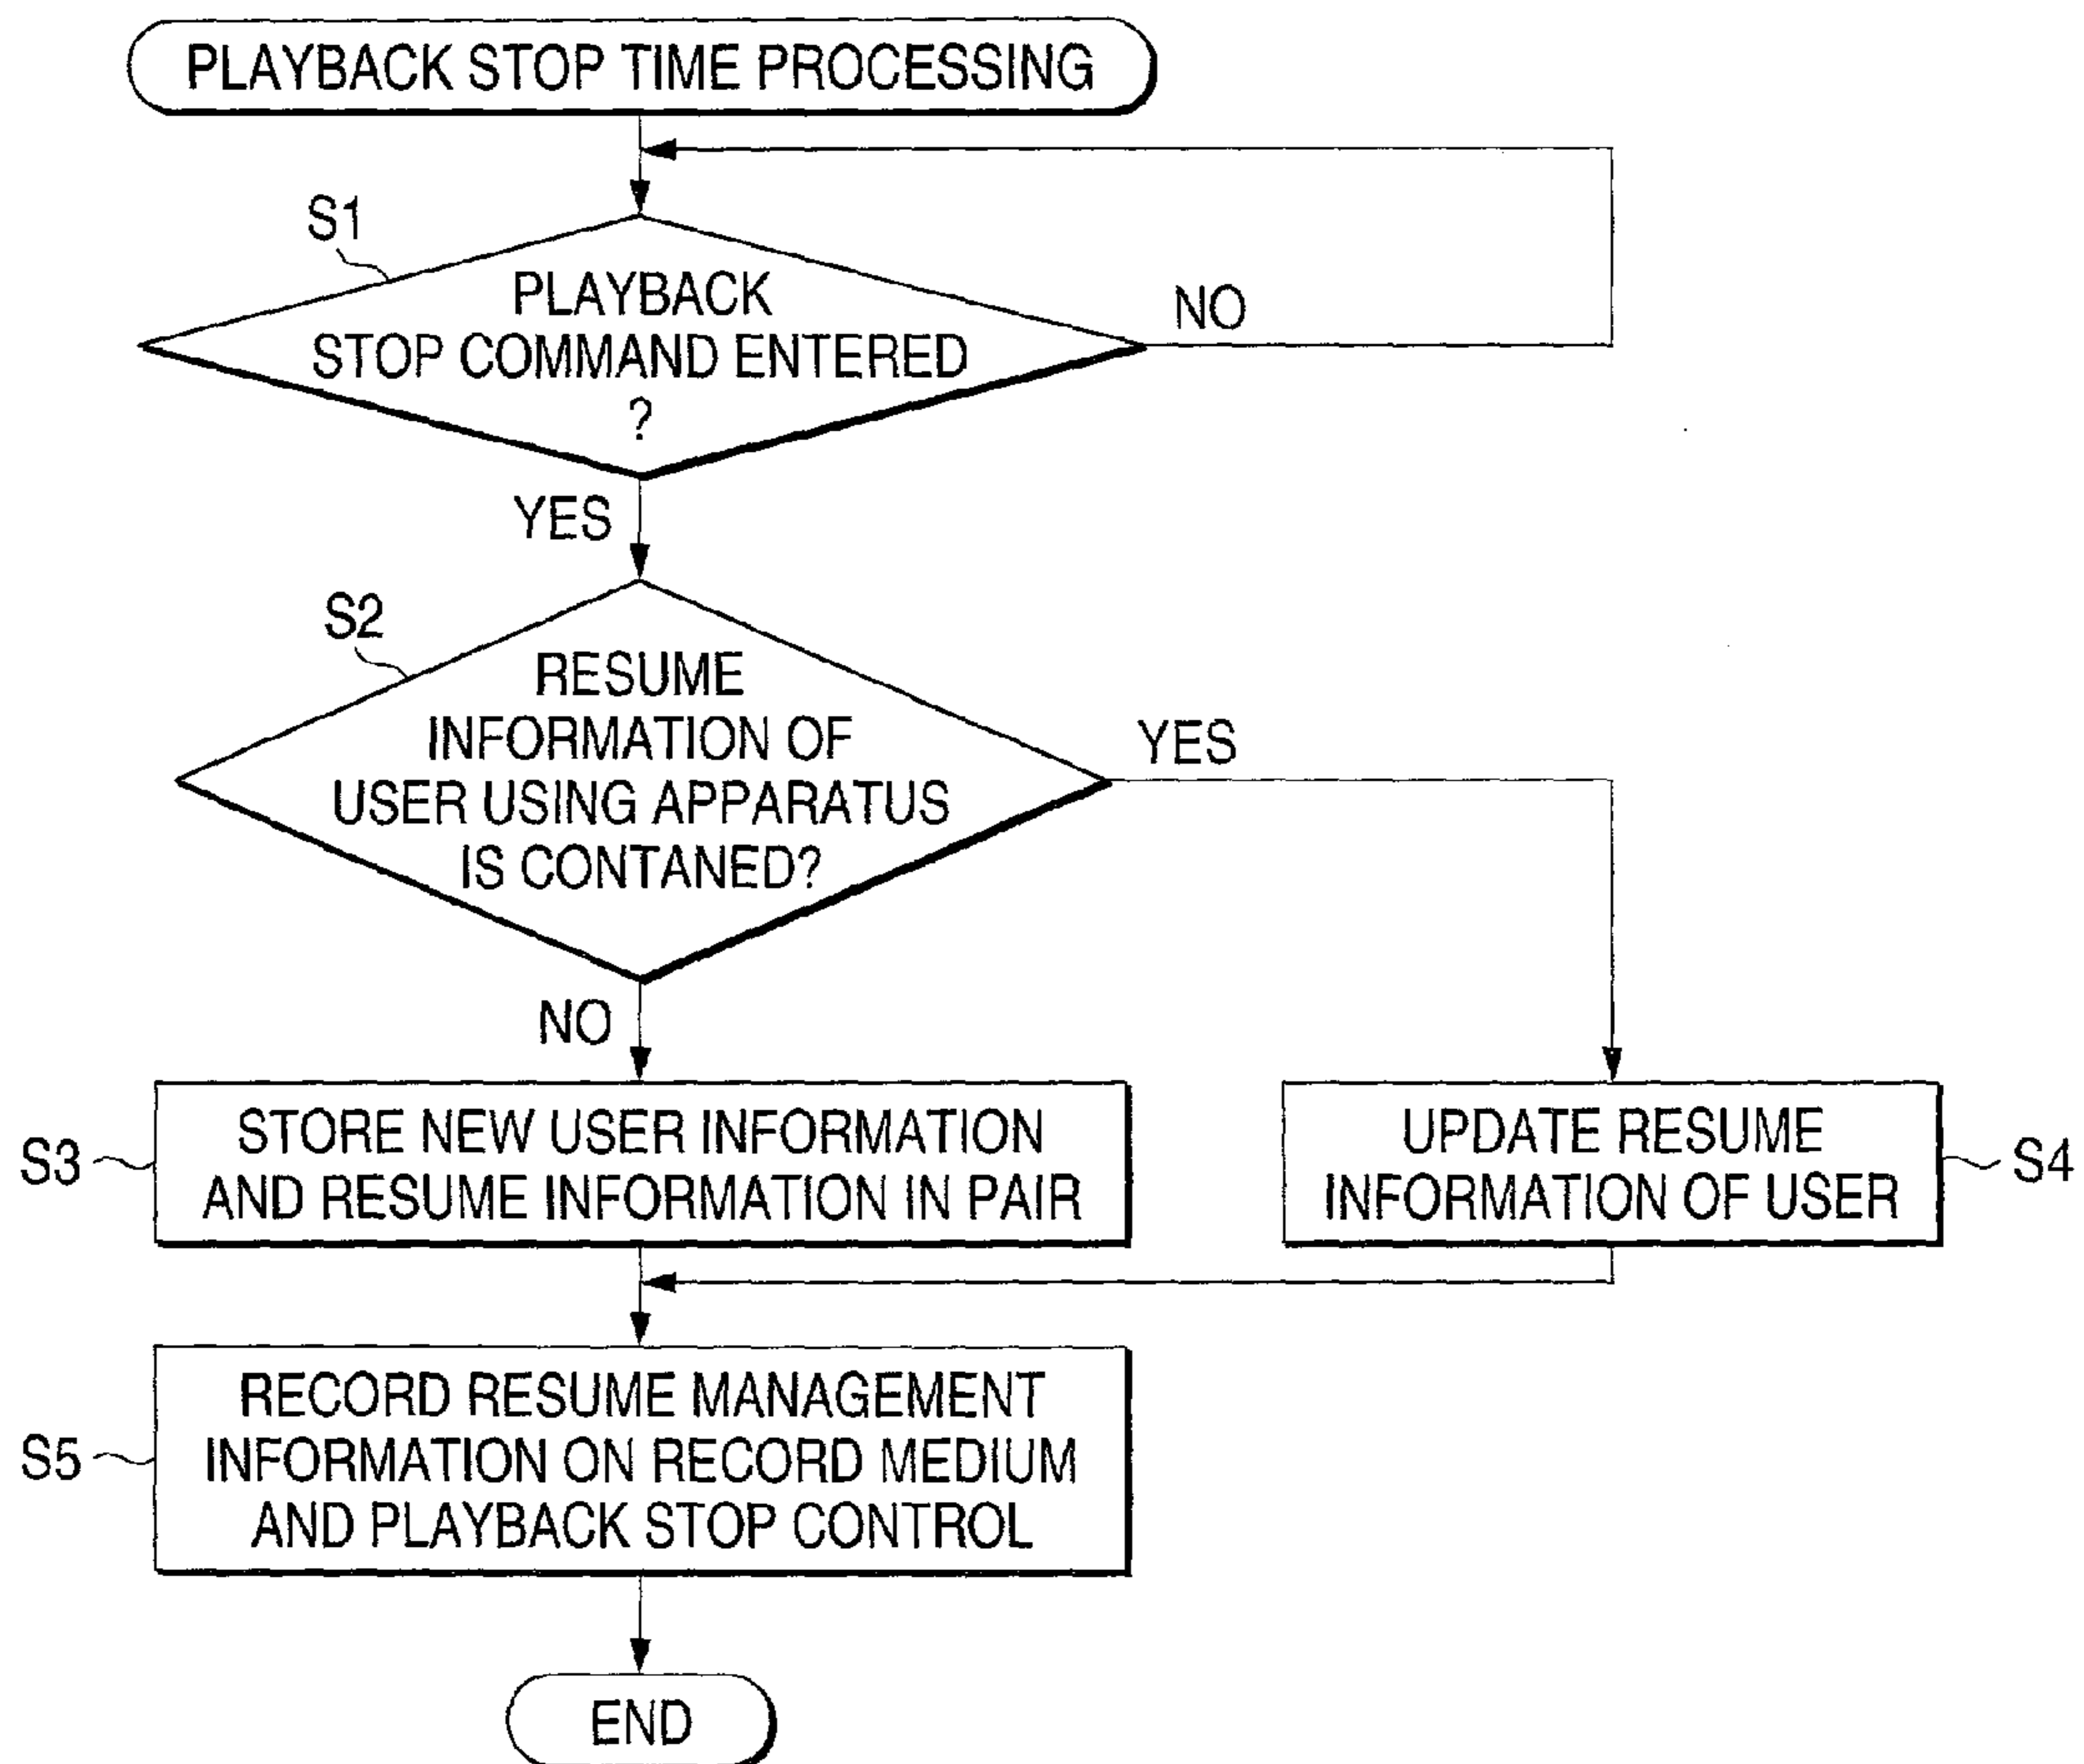 PLAYBACK STOP TIME PROCESSING
S1
PLAYBACK
STOP COMMAND ENTERED
?
NO
YES
S2
RESUME
INFORMATION OF
USER USING APPARATUS
IS CONTANED?
YES
NO
S3
STORE NEW USER INFORMATION
AND RESUME INFORMATION IN PAIR
UPDATE RESUME
INFORMATION OF USER
S4
S5
RECORD RESUME MANAGEMENT
INFORMATION ON RECORD MEDIUM
AND PLAYBACK STOP CONTROL
END